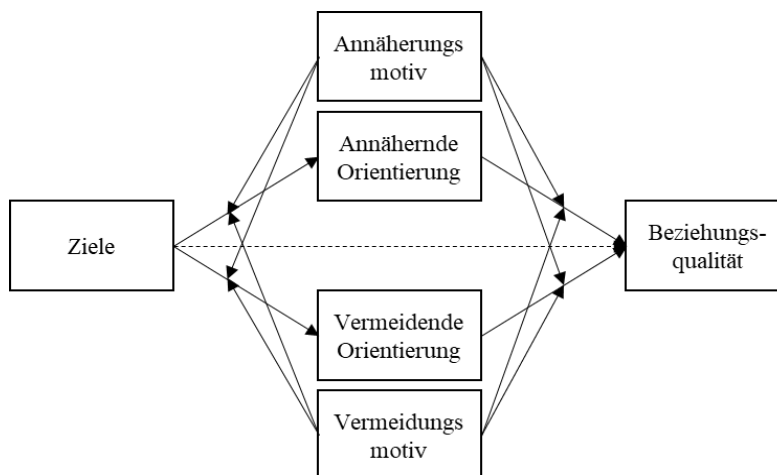 Annäherungs
motiv
Annähernde
Orientierung
Ziele
Beziehungs-
qualität
Vermeidende
Orientierung
Vermeidungs
motiv